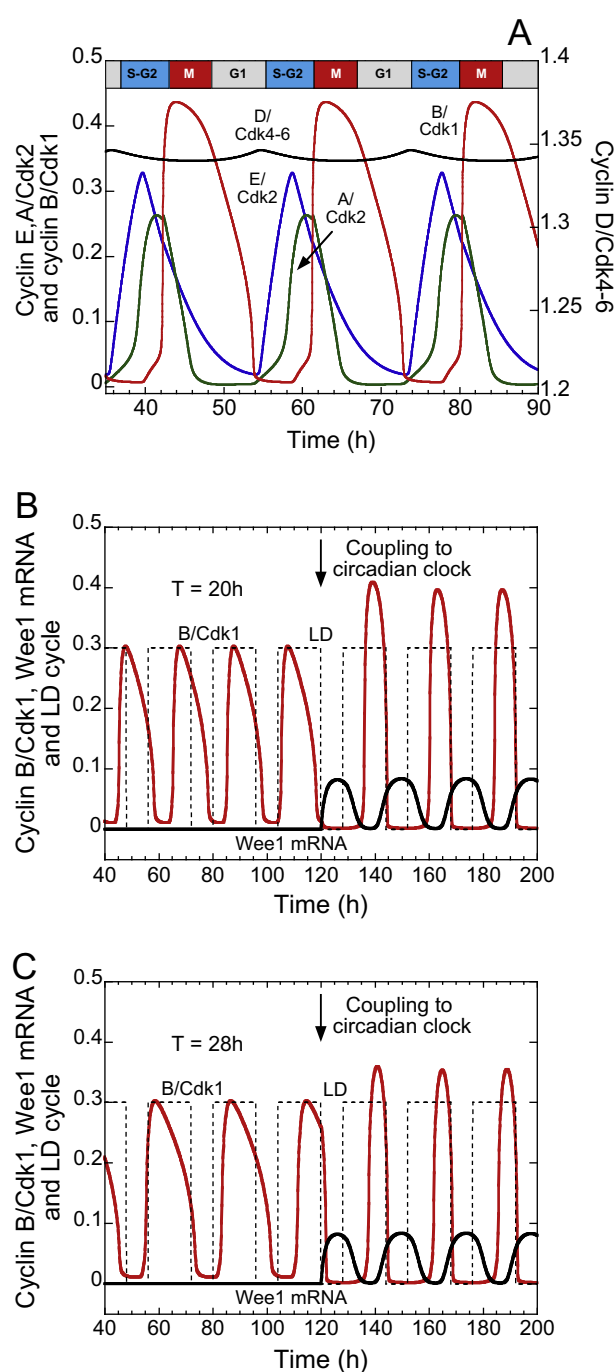 A
S-G2 M G1 S-G2 M G1 S-G2 M
0.5
0.4
0.3
0.2
0.1
0
1.4
1.35
1.3
1.25
1.2
D/
Cdk4-6
B/
Cdk1
E/
Cdk2
A/
Cdk2
Cyclin E,A/Cdk2
and cyclin B/Cdk1
Cyclin D/Cdk4-6
40 50 60 70 80 90
Time (h)
B
0.5
0.4
0.3
0.2
0.1
0
Coupling to
circadian clock
T = 20h
B/Cdk1
LD
Wee1 mRNA
Cyclin B/Cdk1, Wee1 mRNA
and LD cycle
40 60 80 100 120 140 160 180 200
Time (h)
C
0.5
0.4
0.3
0.2
0.1
0
Coupling to
circadian clock
T = 28h
B/Cdk1
LD
Wee1 mRNA
Cyclin B/Cdk1, Wee1 mRNA
and LD cycle
40 60 80 100 120 140 160 180 200
Time (h)